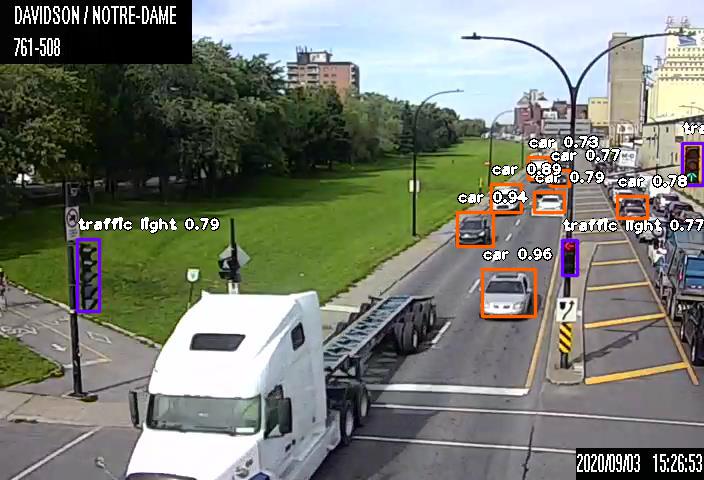 DAVIDSON / NOTRE-DAME
761-508
car 0.73
car 0.77
car 0.89
car 0.79
car 0.94
car 0.78
traffic light 0.79
traffic light 0.77
car 0.96
tra
2020/09/03 15:26:53